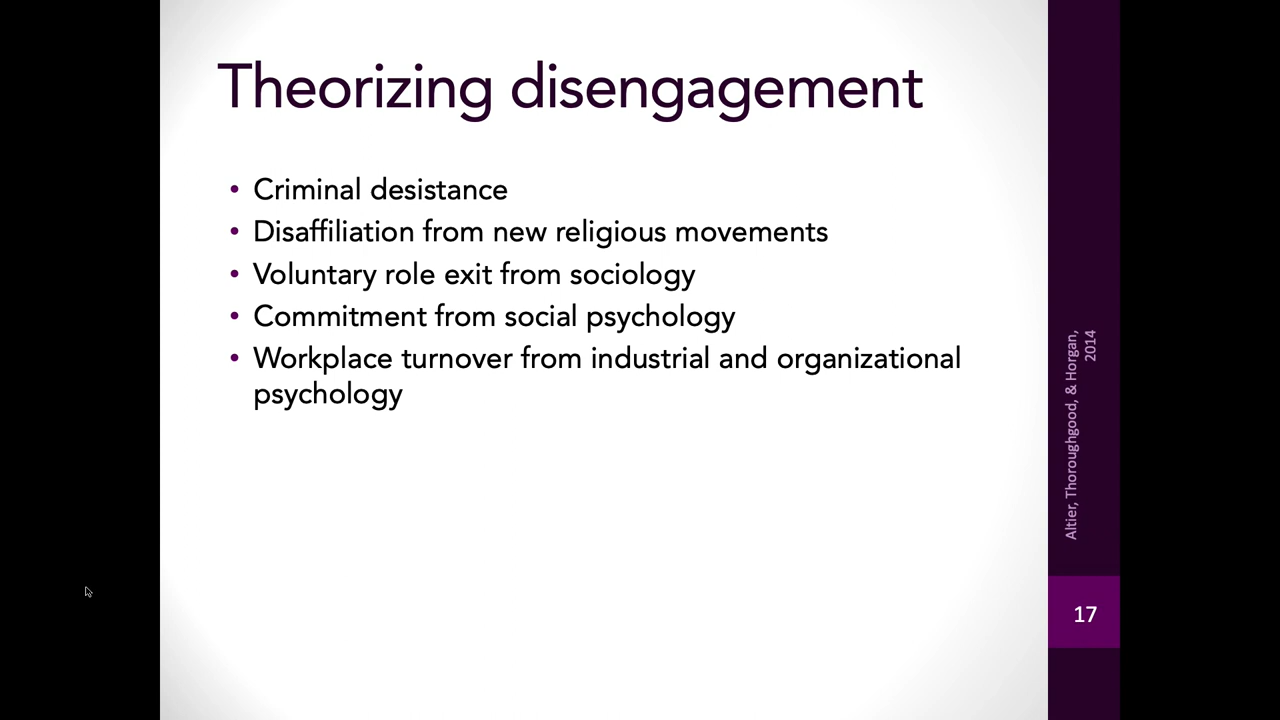 Theorizing disengagement
• Criminal desistance
• Disaffiliation from new religious movements
• Voluntary role exit from sociology
• Commitment from social psychology
• Workplace turnover from industrial and organizational
psychology
Altier, Thoroughgood, & Horgan,
2014
17